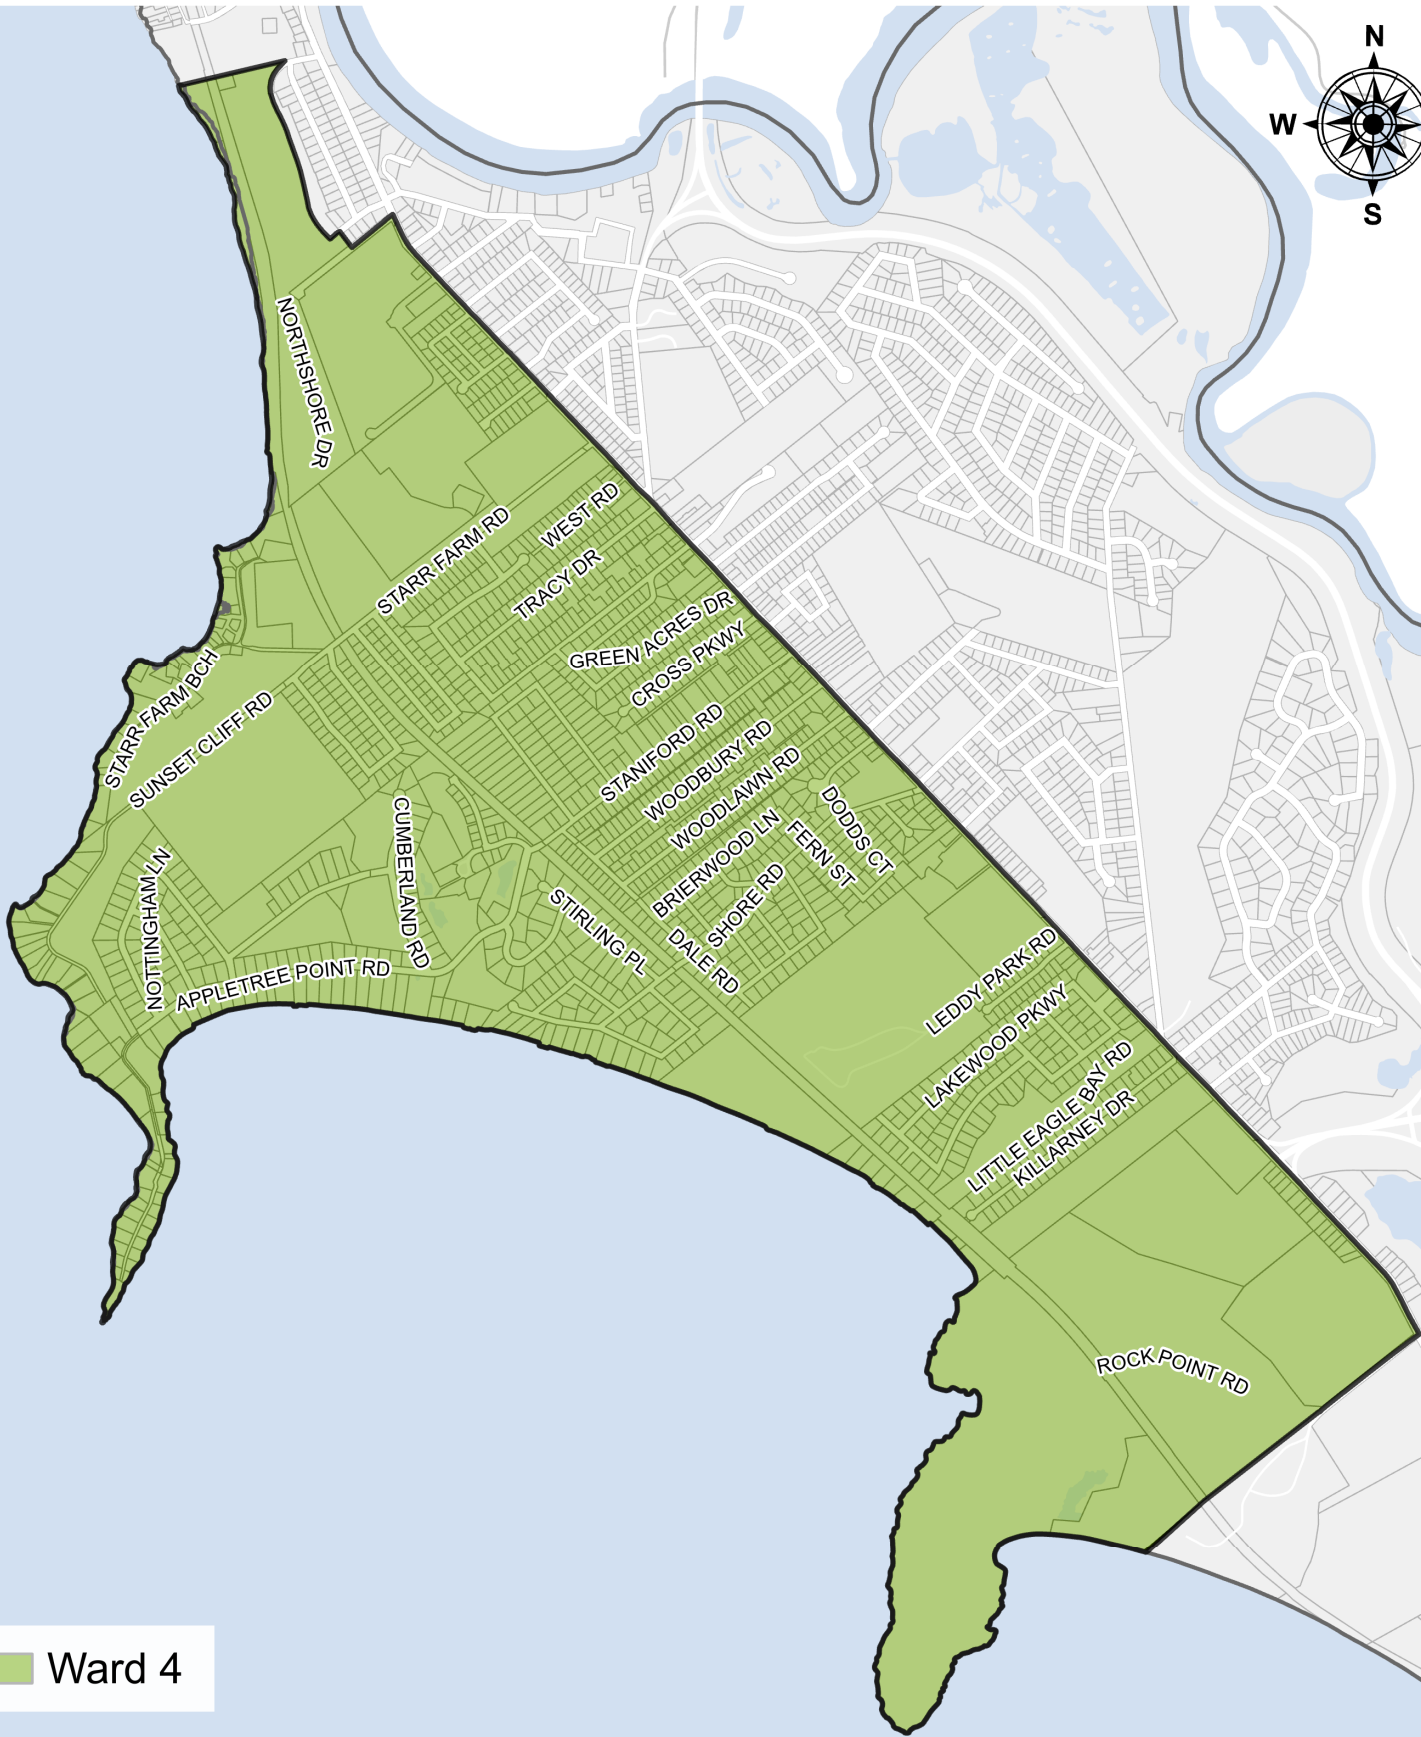 N
W
S
NORTHSHORE DR
WEST RD
STARR FARM RD
TRACY DR
GREEN ACRES DR
CROSS PKWY
STARR FARM BCH
SUNSET CLIFF RD
STANIFORD RD
WOODBURY RD
WOODLAWN RD
DODDS CT
CUMBERLAND RD
BRIERWOOD LN
FERN ST
NOTTINGHAM LN
SHORE RD
STIRLING PL
DALE RD
APPLETREE POINT RD
LEDDY PARK RD
LAKEWOOD PKWY
LITTLE EAGLE BAY RD
KILLARNEY DR
ROCK POINT RD
Ward 4